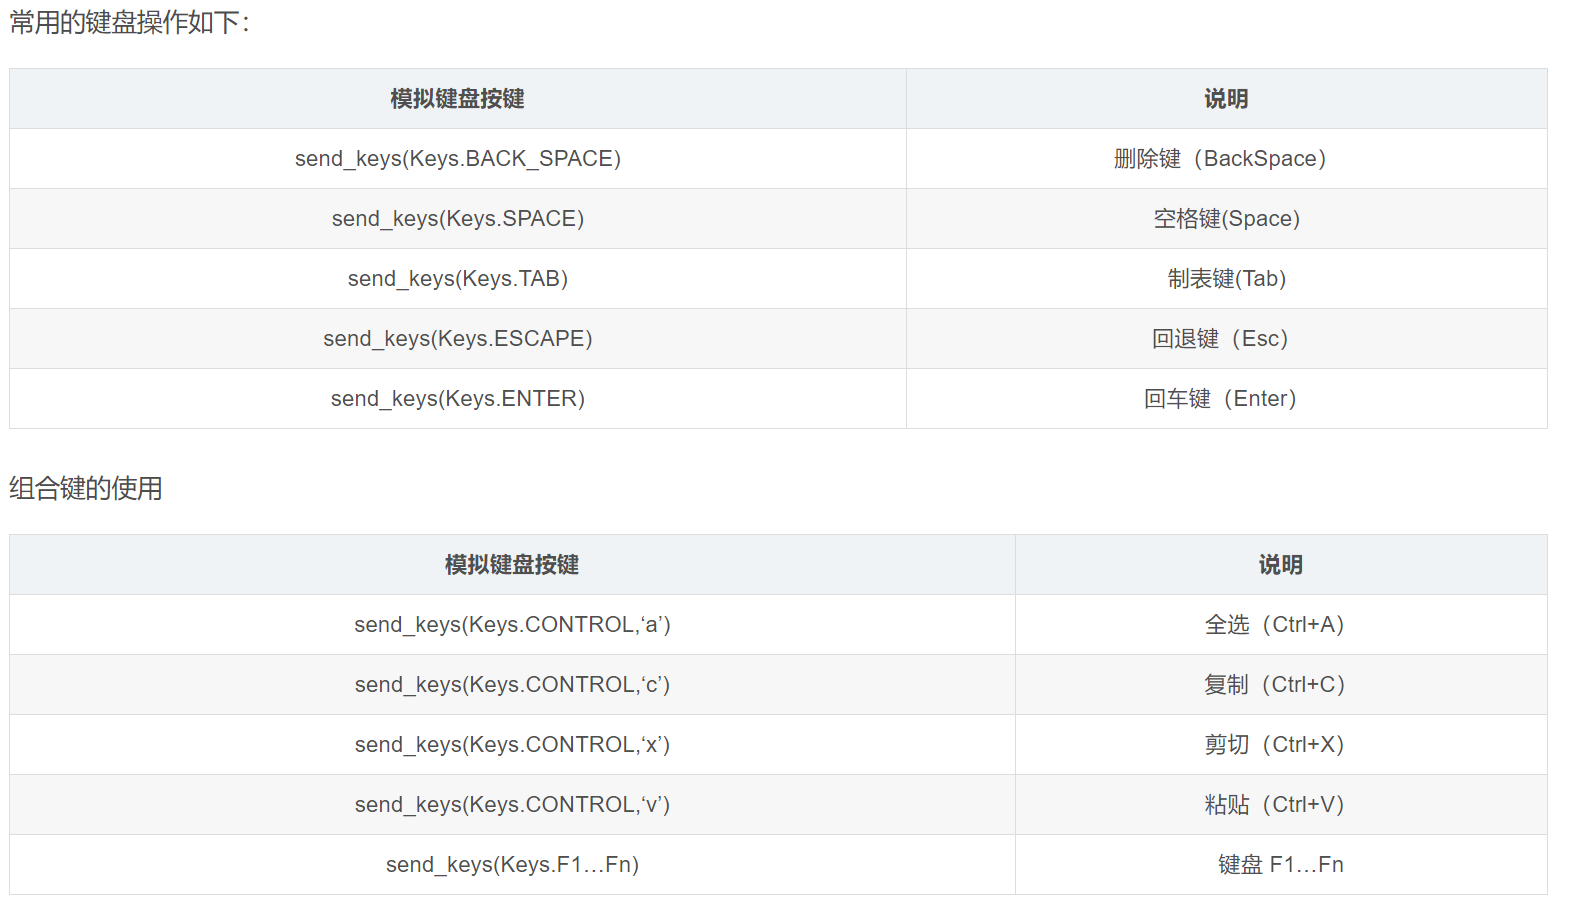 常用的键盘操作如下：
模拟键盘按键 说明
send_keys(Keys.BACK_SPACE) 删除键（BackSpace）
send_keys(Keys.SPACE) 空格键(Space)
send_keys(Keys.TAB) 制表键(Tab)
send_keys(Keys.ESCAPE) 回退键（Esc）
send_keys(Keys.ENTER) 回车键（Enter）
组合键的使用
模拟键盘按键 说明
send_keys(Keys.CONTROL,‘a’) 全选（Ctrl+A）
send_keys(Keys.CONTROL,‘c’) 复制（Ctrl+C）
send_keys(Keys.CONTROL,‘x’) 剪切（Ctrl+X）
send_keys(Keys.CONTROL,‘v’) 粘贴（Ctrl+V）
send_keys(Keys.F1…Fn) 键盘 F1…Fn